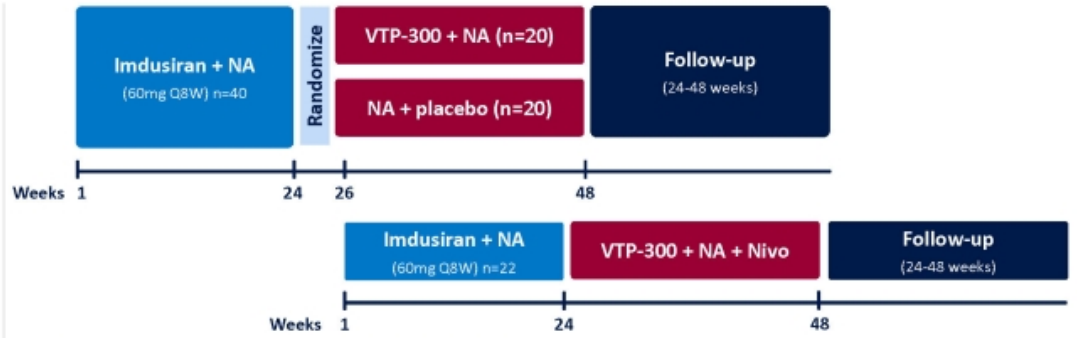 Imdusiran + NA
(60mg Q8W) n=40
Randomize
VTP-300 + NA (n=20)
NA + placebo (n=20)
Follow-up
(24-48 weeks)
Weeks 1 24 26 48
Imdusiran + NA
(60mg Q8W) n=22
VTP-300 + NA + Nivo
Follow-up
(24-48 weeks)
Weeks 1 24 48